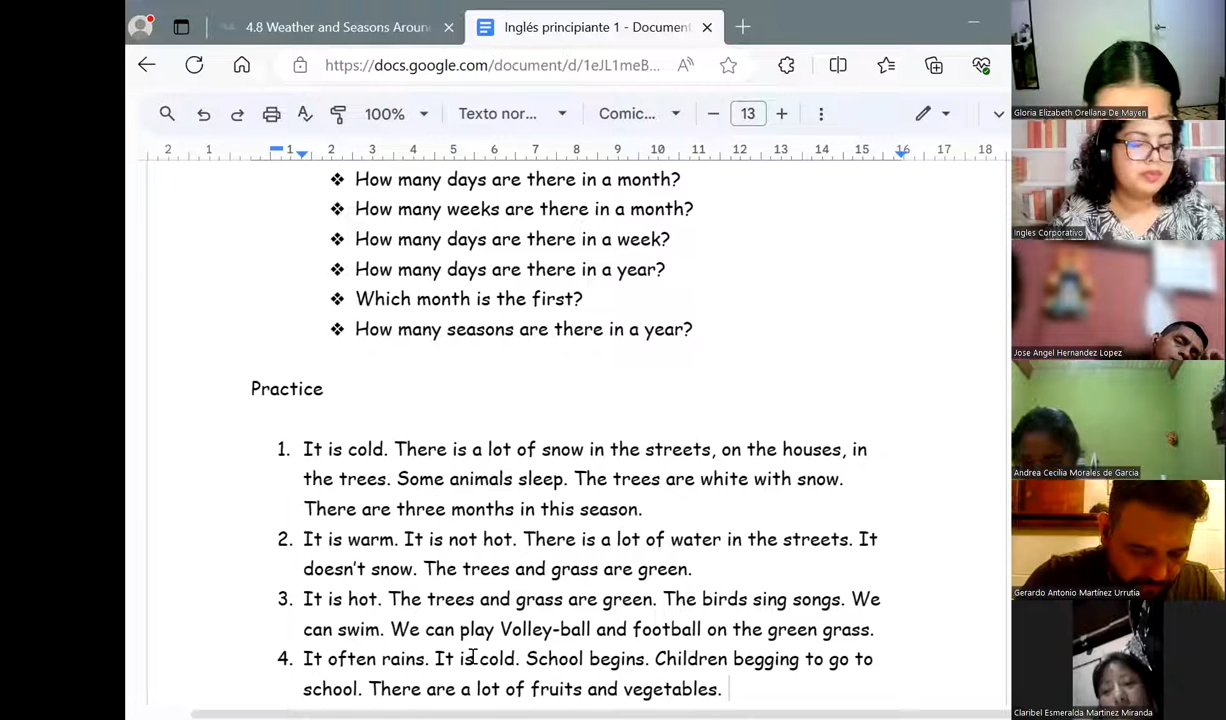 4.8 Weather and Seasons Aroun
Inglés principiante 1 - Document
https://docs.google.com/document/d/1eJL1meB...
100%
Texto nor...
Comic...
13
2 1 1 2 3 4 5 6 7 8 9 10 11 12 13 14 15 16 17 18
❖ How many days are there in a month?
❖ How many weeks are there in a month?
❖ How many days are there in a week?
❖ How many days are there in a year?
❖ Which month is the first?
❖ How many seasons are there in a year?
Practice
1. It is cold. There is a lot of snow in the streets, on the houses, in
the trees. Some animals sleep. The trees are white with snow.
There are three months in this season.
2. It is warm. It is not hot. There is a lot of water in the streets. It
doesn't snow. The trees and grass are green.
3. It is hot. The trees and grass are green. The birds sing songs. We
can swim. We can play Volley-ball and football on the green grass.
4. It often rains. It is cold. School begins. Children begging to go to
school. There are a lot of fruits and vegetables.
Gloria Elizabeth Orellana De Mayen
Ingles Corporativo
Jose Angel Hernandez Lopez
Andrea Cecilia Morales de Garcia
Gerardo Antonio Martínez Urrutia
Claribel Esmeralda Martinez Miranda